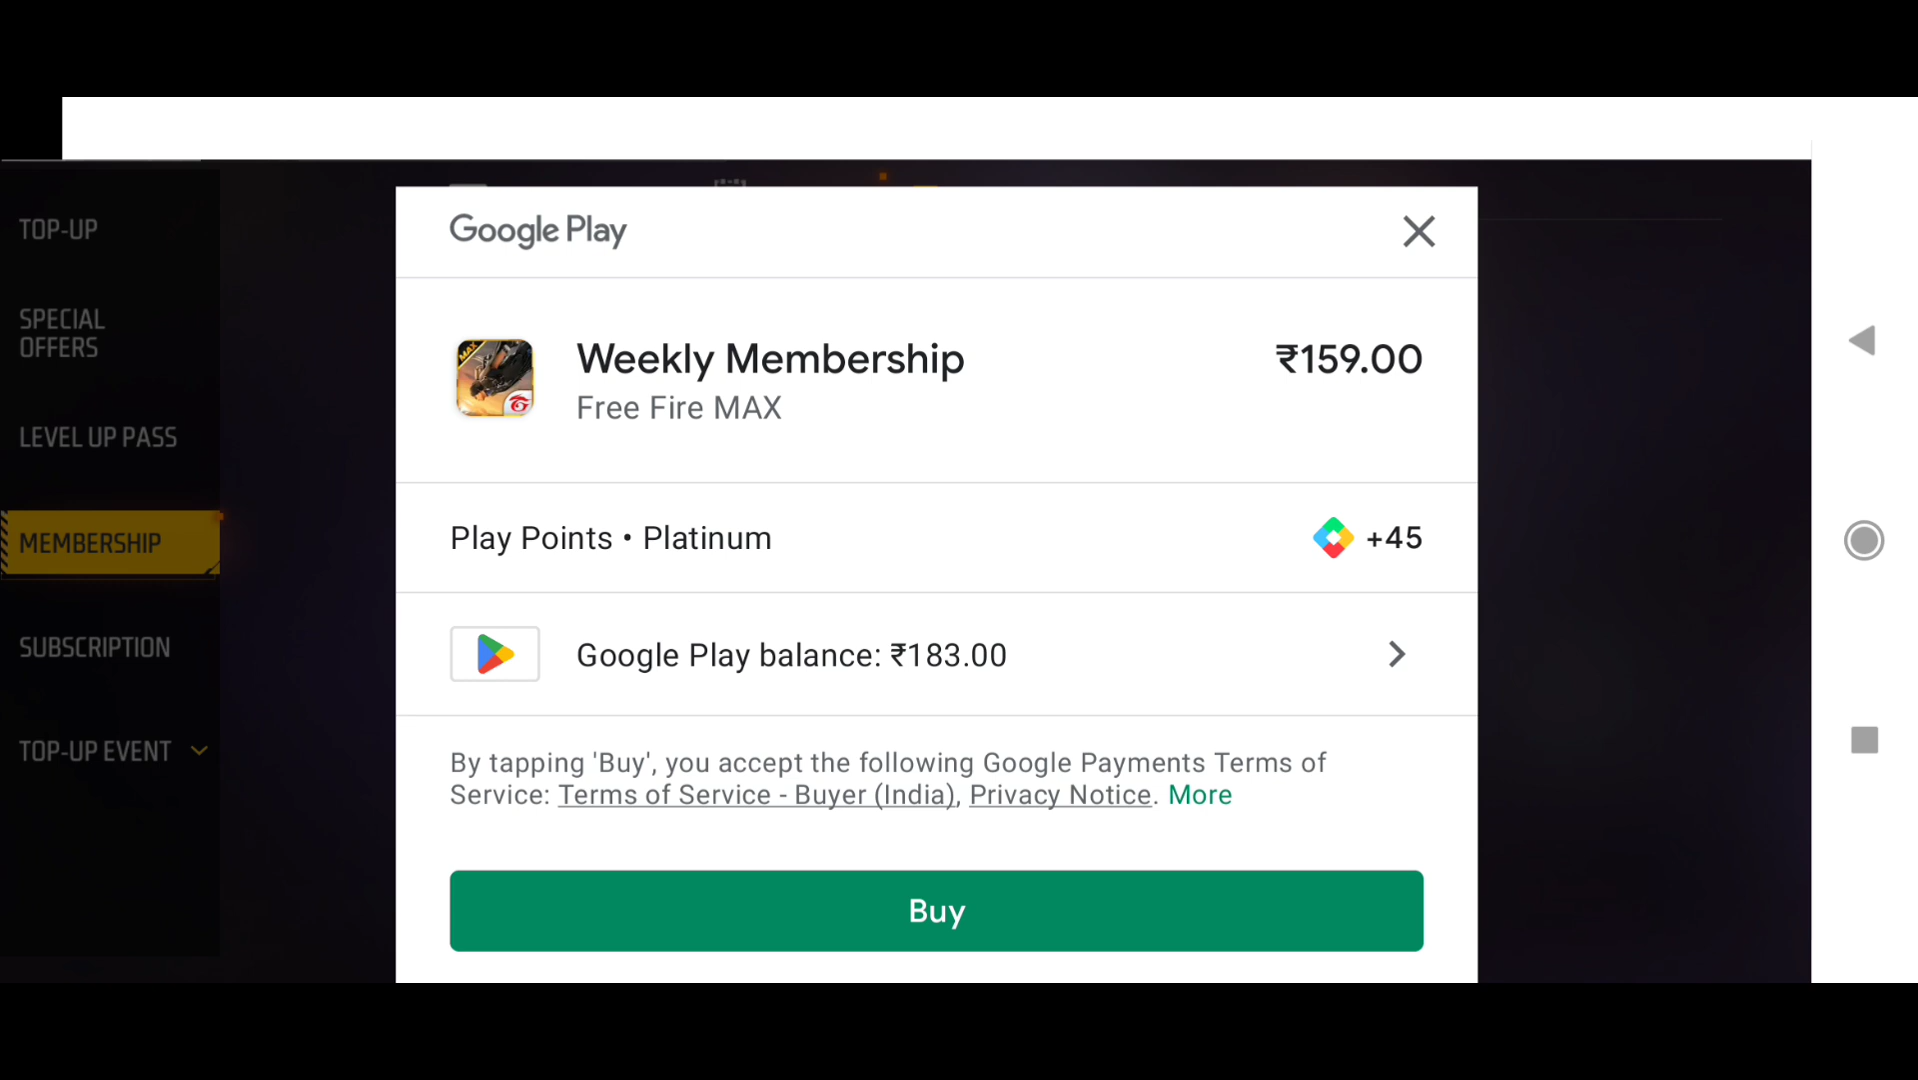 TOP-UP
SPECIAL
OFFERS
LEVEL UP PASS
MEMBERSHIP
SUBSCRIPTION
TOP-UP EVENT
Google Play
MAX
Weekly Membership
₹159.00
Free Fire MAX
Play Points • Platinum
+45
Google Play balance: ₹183.00
By tapping 'Buy', you accept the following Google Payments Terms of
Service: Terms of Service - Buyer (India), Privacy Notice. More
Buy